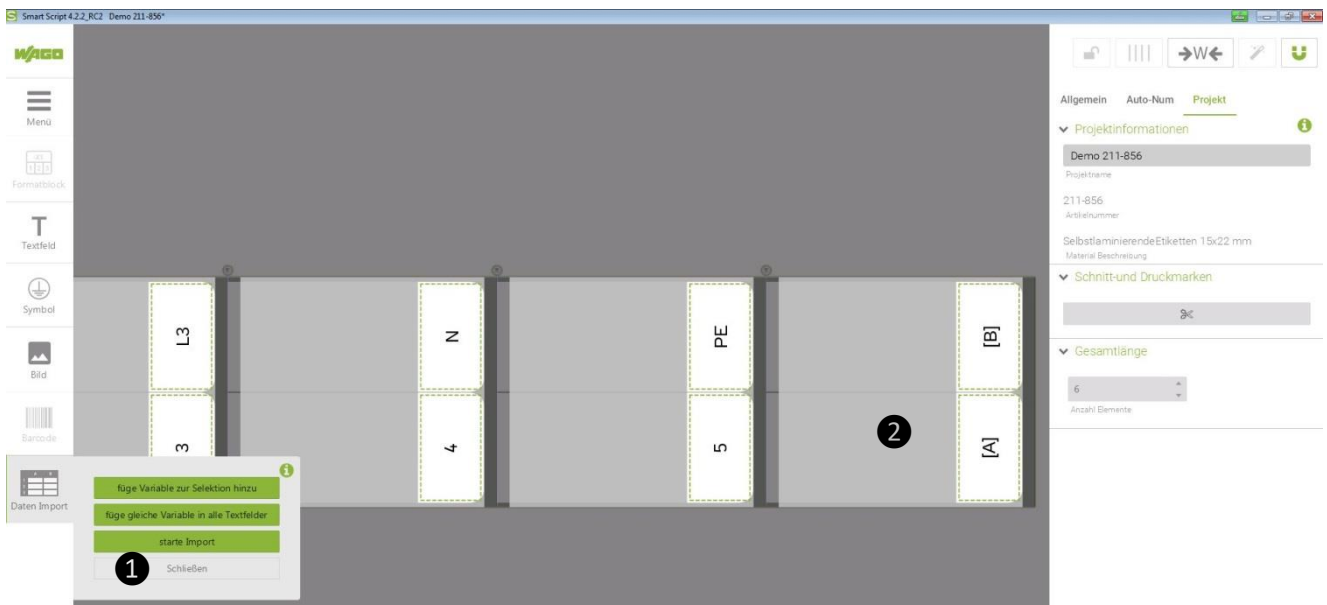 Smart Script 4.2.2_RC2 Demo 211-856*
WAGO
Menü
Formatblock
Textfeld
Symbol
Bild
Barcode
Daten Import
L3
N
PE
[B]
3
4
5
[A]
2
füge Variable zur Selektion hinzu
füge gleiche Variable in alle Textfelder
starte Import
1
Schließen
→W←
Allgemein Auto-Num Projekt
Projektinformationen
Demo 211-856
Projektname
211-856
Artikelnummer
SelbstlaminierendeEtiketten 15x22 mm
Material Beschreibung
Schnitt-und Druckmarken
Gesamtlänge
6
Anzahl Elemente